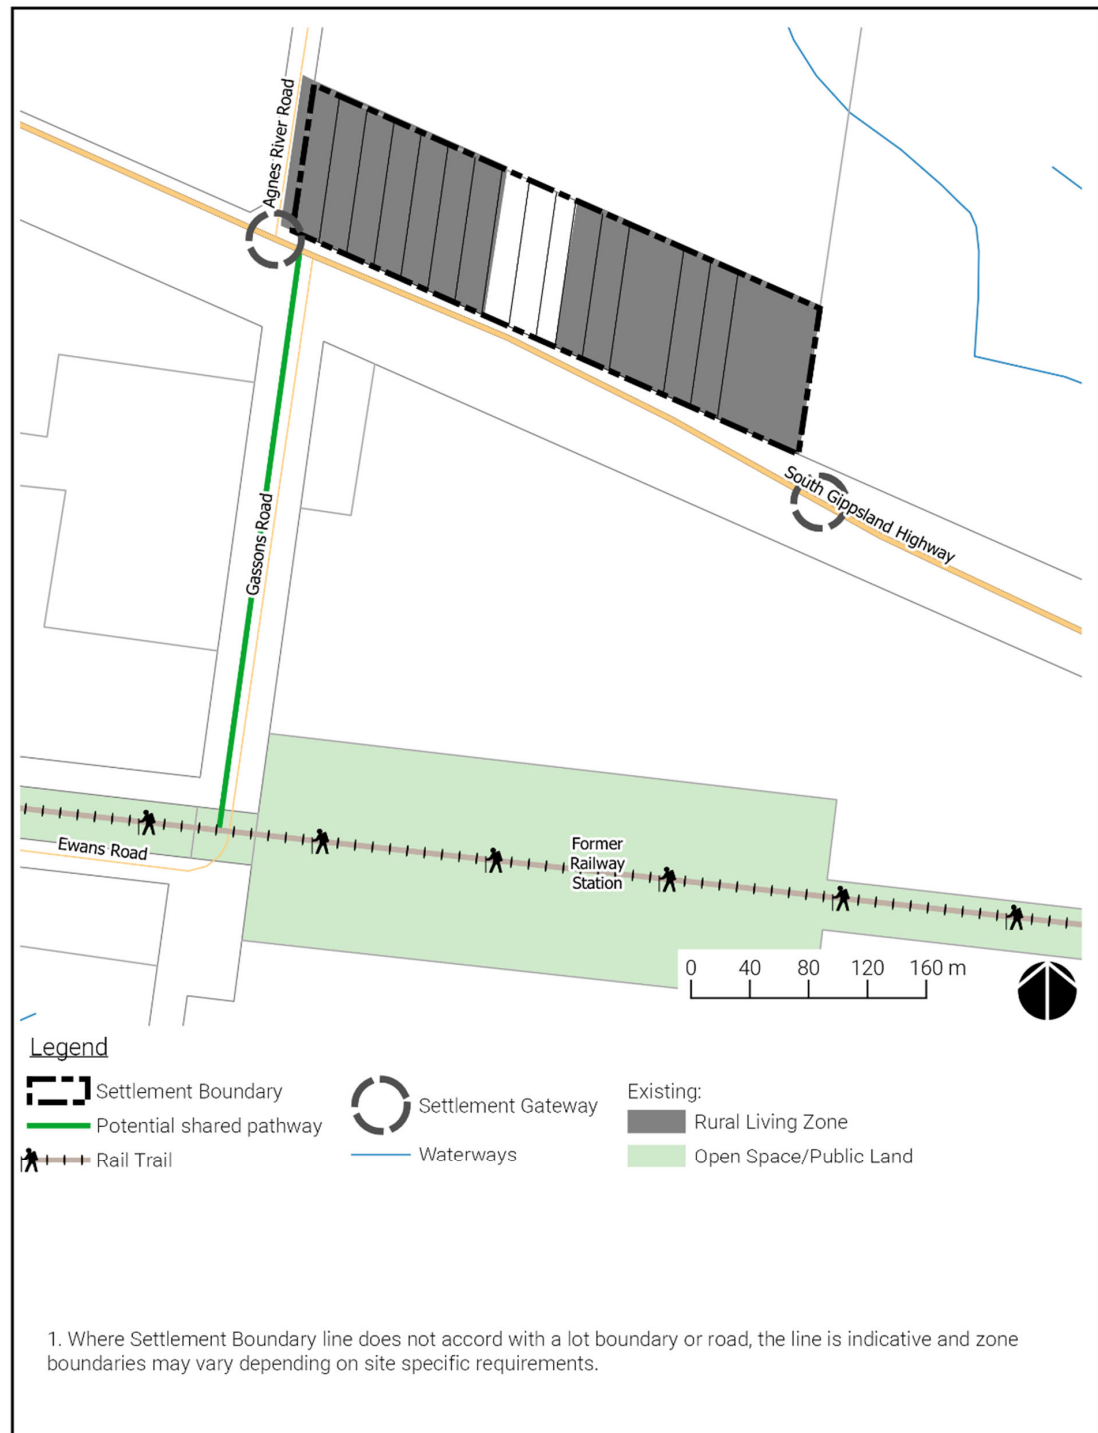 Agnes River Road
South Gippsland Highway
Gassons Road
Ewans Road
Former
Railway
Station
0 40 80 120 160 m
Legend
Settlement Boundary
Potential shared pathway
Rail Trail
Settlement Gateway
Waterways
Existing:
Rural Living Zone
Open Space/Public Land
1. Where Settlement Boundary line does not accord with a lot boundary or road, the line is indicative and zone
boundaries may vary depending on site specific requirements.